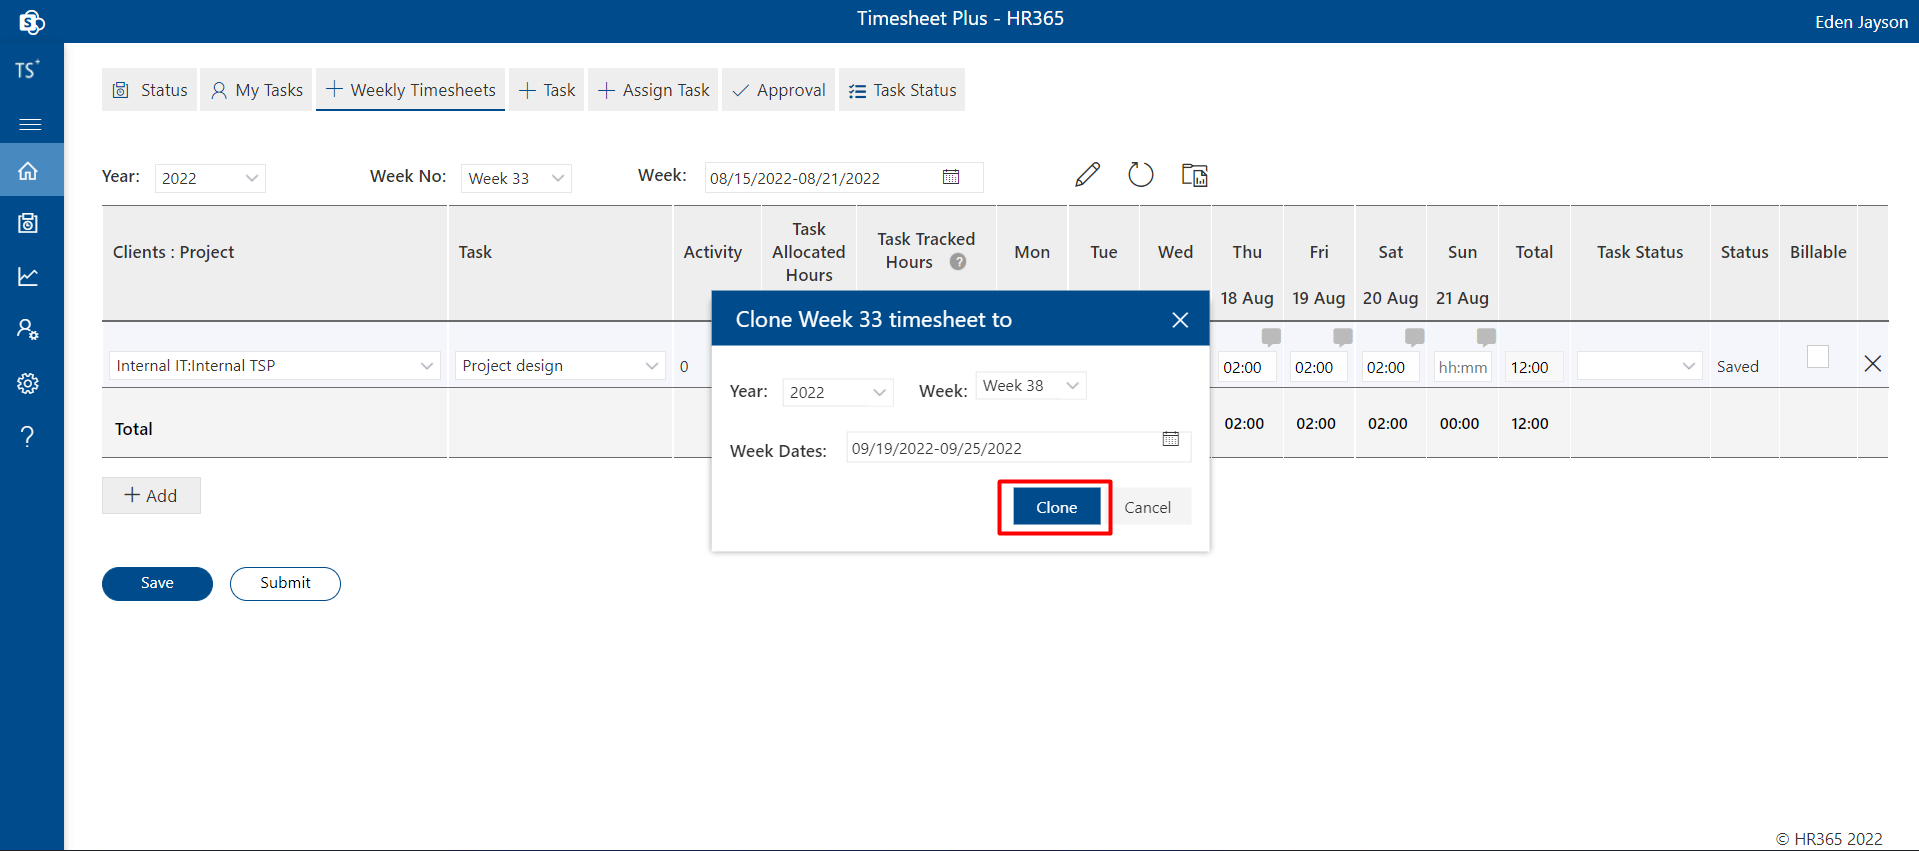 Timesheet Plus - HR365
Eden Jayson
TS+
Status
My Tasks
Weekly Timesheets
Task
Assign Task
Approval
Task Status
Year: 2022
Week No: Week 33
Week: 08/15/2022-08/21/2022
Clients : Project
Task
Activity
Task Allocated Hours
Task Tracked Hours ?
Mon
Tue
Wed
Thu 18 Aug
Fri 19 Aug
Sat 20 Aug
Sun 21 Aug
Total
Task Status
Status
Billable
Internal IT:Internal TSP
Project design
0
02:00
02:00
02:00
hh:mm
12:00
Saved
Total
02:00
02:00
02:00
00:00
12:00
Clone Week 33 timesheet to
Year: 2022
Week: Week 38
Week Dates: 09/19/2022-09/25/2022
Clone
Cancel
+ Add
Save
Submit
© HR365 2022